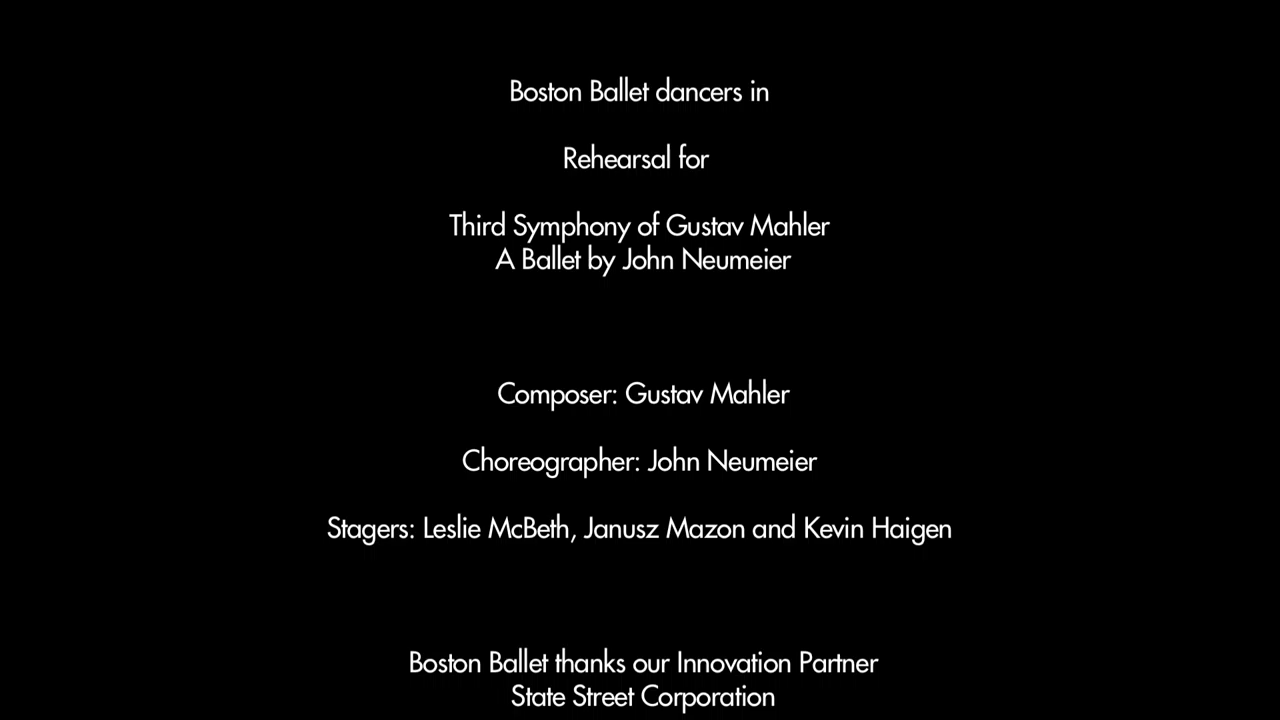 Boston Ballet dancers in
Rehearsal for
Third Symphony of Gustav Mahler
A Ballet by John Neumeier
Composer: Gustav Mahler
Choreographer: John Neumeier
Stagers: Leslie McBeth, Janusz Mazon and Kevin Haigen
Boston Ballet thanks our Innovation Partner
State Street Corporation